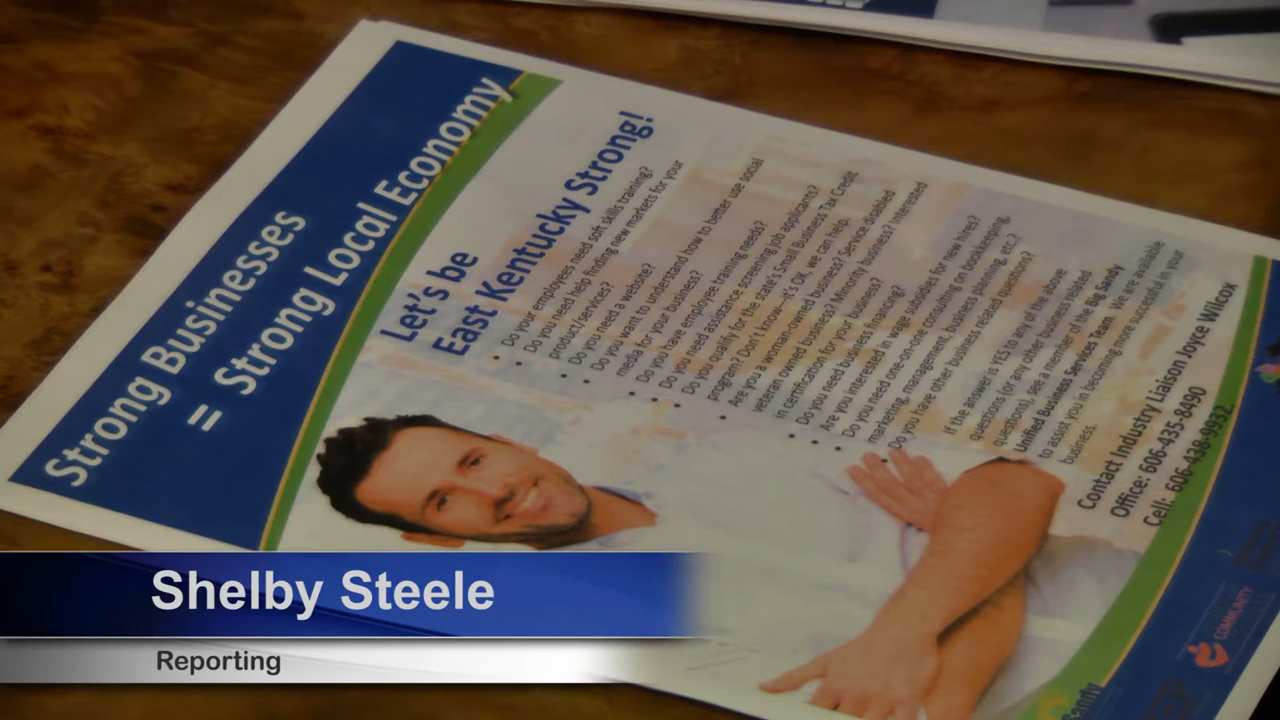 Strong Businesses
= Strong Local Economy
Let's be
East Kentucky Strong!
• Do your employees need soft skills training?
• Do you need help finding new markets for your
product/services?
• Do you need a website?
• Do you want to understand how to better use social
media for your business?
• Do you have employee training needs?
• Do you need assistance screening job applicants?
• Do you qualify for the state's Small Business Tax Credit
program? Don't know—it's OK, we can help.
• Are you a woman-owned business? Service disabled
veteran owned business? Minority business? Interested
in certification for your business?
• Do you need business financing?
• Are you interested in wage subsidies for new hires?
• Do you need one-on-one consulting on bookkeeping,
marketing, management, business planning, etc.?
• Do you have other business related questions?
If the answer is YES to any of the above
questions (or any other business related
questions), see a member of the Big Sandy
Unified Business Services Team. We are available
to assist you in becoming more successful in your
business.
Contact Industry Liaison Joyce Wilcox
Office: 606-435-8490
Cell: 606-438-9932
COMMUNITY
Shelby Steele
Reporting